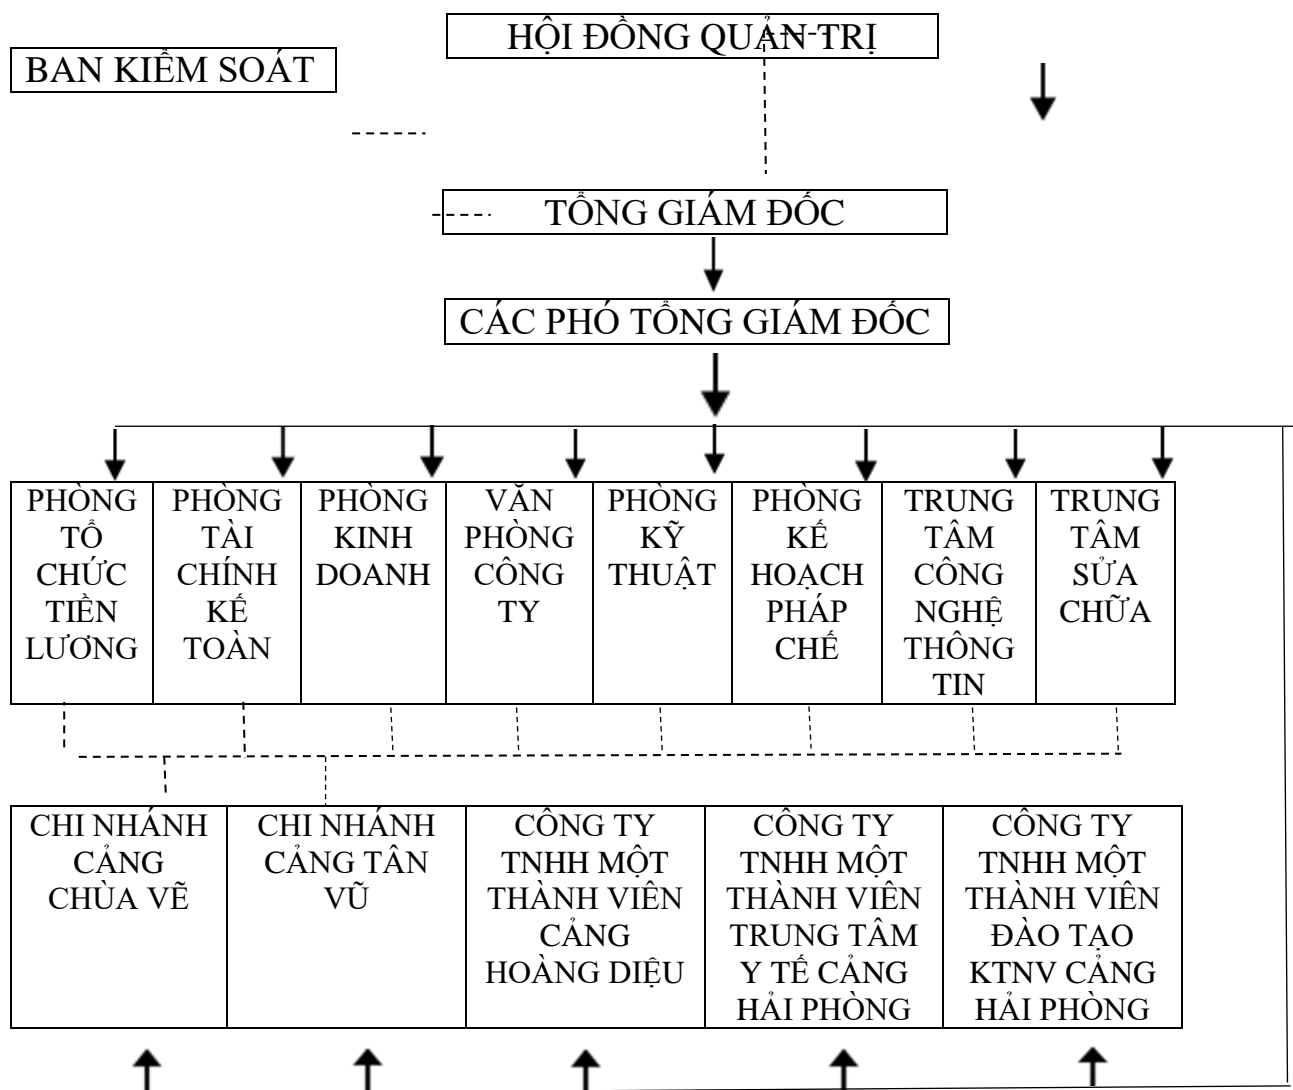 HỘI ĐỒNG QUẢN TRỊ
BAN KIỂM SOÁT
TỔNG GIÁM ĐỐC
CÁC PHÓ TỔNG GIÁM ĐỐC
PHÒNG
TỔ
CHỨC
TIỀN
LƯƠNG
PHÒNG
TÀI
CHÍNH
KẾ
TOÀN
PHÒNG
KINH
DOANH
VĂN
PHÒNG
CÔNG
TY
PHÒNG
KỸ
THUẬT
PHÒNG
KẾ
HOẠCH
PHÁP
CHẾ
TRUNG
TÂM
CÔNG
NGHỆ
THÔNG
TIN
TRUNG
TÂM
SỬA
CHỮA
CHI NHÁNH
CẢNG
CHÙA VẼ
CHI NHÁNH
CẢNG TÂN
VŨ
CÔNG TY
TNHH MỘT
THÀNH VIÊN
CẢNG
HOÀNG DIỆU
CÔNG TY
TNHH MỘT
THÀNH VIÊN
TRUNG TÂM
Y TẾ CẢNG
HẢI PHÒNG
CÔNG TY
TNHH MỘT
THÀNH VIÊN
ĐÀO TẠO
KTNV CẢNG
HẢI PHÒNG